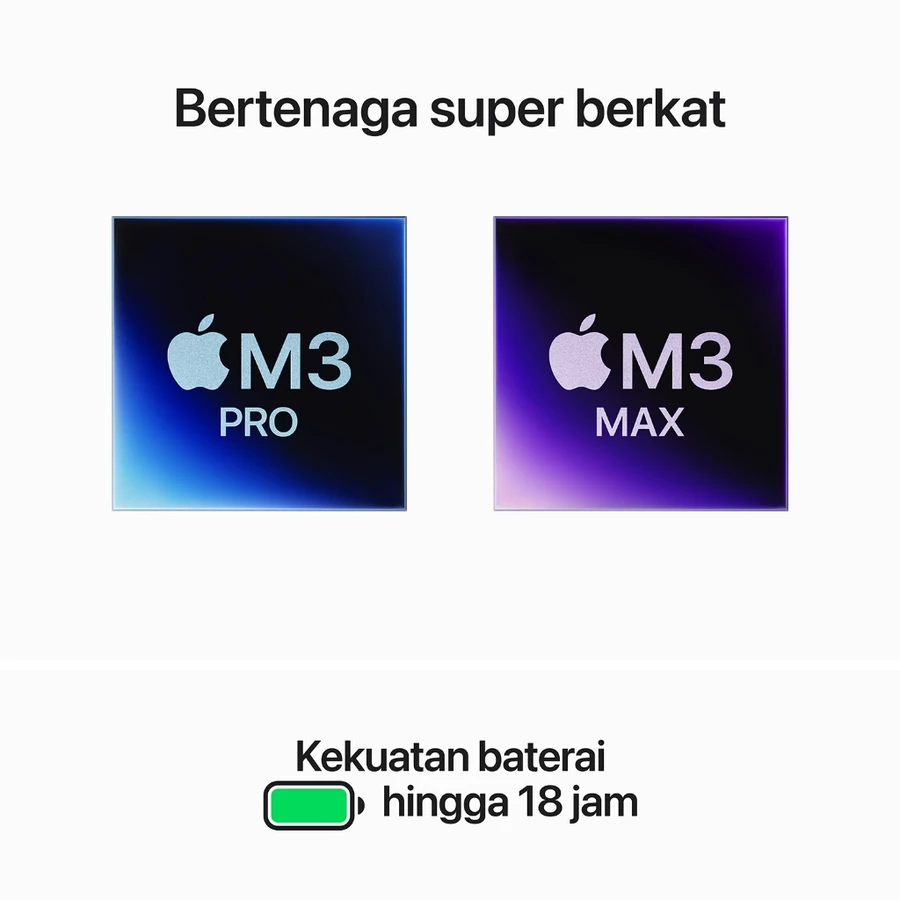 Bertenaga super berkat
M3
PRO
M3
MAX
Kekuatan baterai
hingga 18 jam